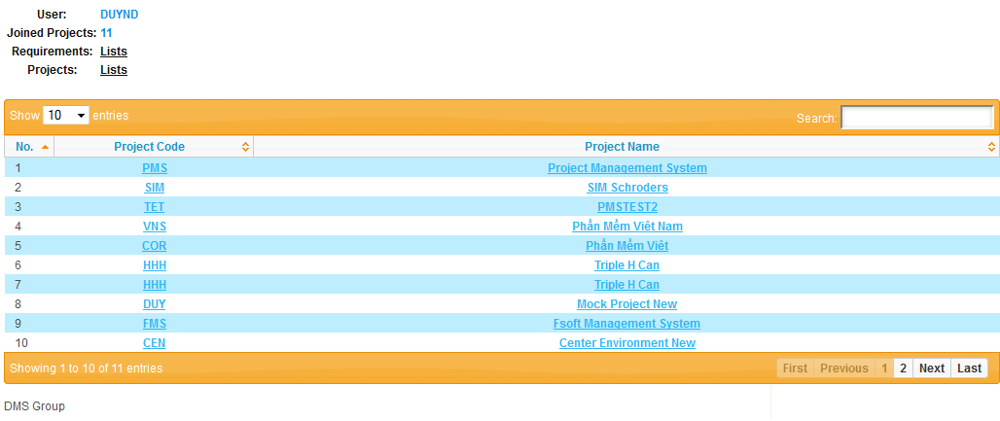 User: DUYND
Joined Projects: 11
Requirements: Lists
Projects: Lists
Show 10 entries Search:
No. Project Code Project Name
1 PMS Project Management System
2 SIM SIM Schroders
3 TET PMSTEST2
4 VNS Phần Mềm Việt Nam
5 COR Phần Mềm Việt
6 HHH Triple H Can
7 HHH Triple H Can
8 DUY Mock Project New
9 FMS Fsoft Management System
10 CEN Center Environment New
Showing 1 to 10 of 11 entries First Previous 1 2 Next Last
DMS Group